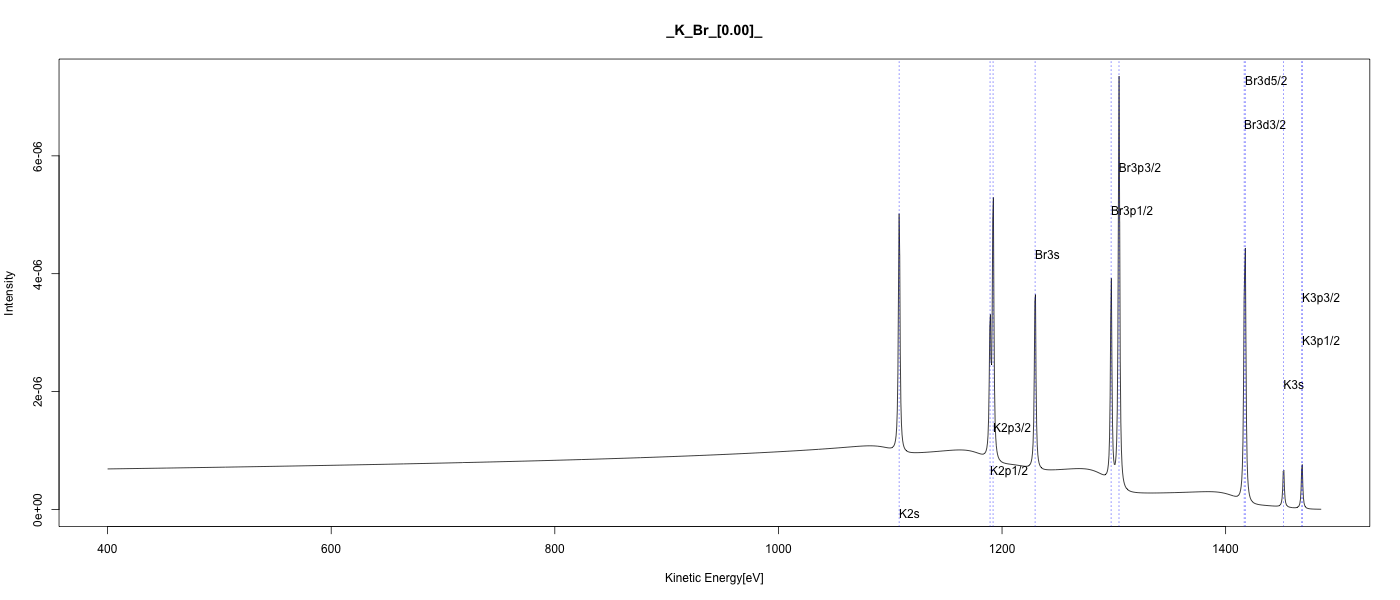 _K_Br_[0.00]_
Br3d5/2
Br3d3/2
6e-06
Br3p3/2
Br3p1/2
Br3s
4e-06
K3p3/2
Intensity
K3p1/2
2e-06
K3s
K2p3/2
K2p1/2
0e+00
K2s
400 600 800 1000 1200 1400
Kinetic Energy[eV]